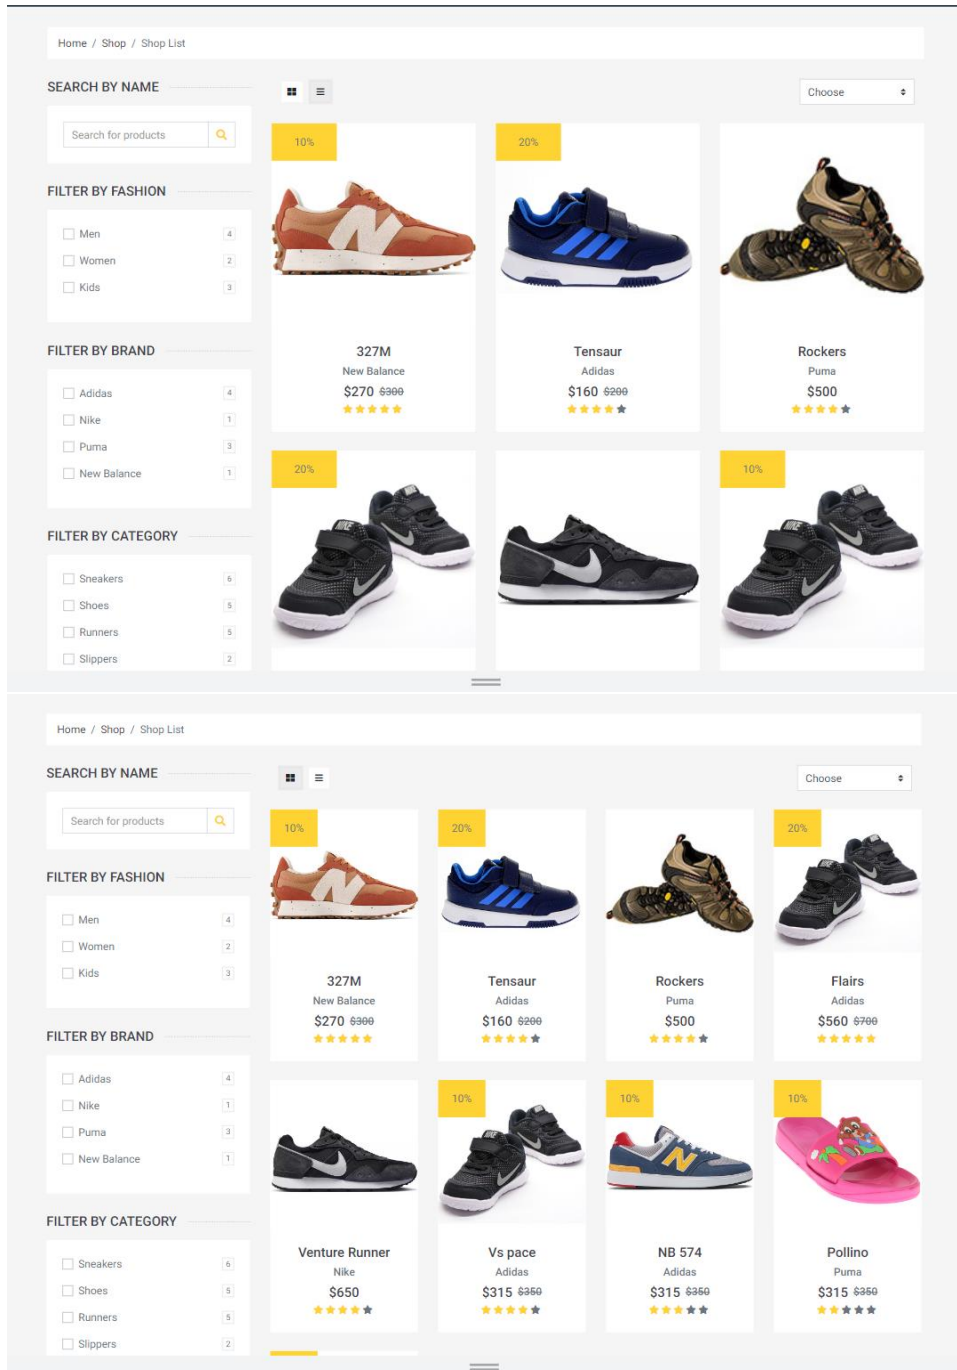 Home / Shop / Shop List
SEARCH BY NAME
Choose
Search for products
10%
20%
FILTER BY FASHION
Men 4
Women 2
Kids 3
FILTER BY BRAND
Adidas 4
Nike 1
Puma 3
New Balance 1
327M
New Balance
$270 $300
Tensaur
Adidas
$160 $200
Rockers
Puma
$500
FILTER BY CATEGORY
Sneakers 6
Shoes 5
Runners 5
Slippers 2
20%
10%
Home / Shop / Shop List
SEARCH BY NAME
Choose
Search for products
10%
20%
20%
FILTER BY FASHION
Men 4
Women 2
Kids 3
327M
New Balance
$270 $300
Tensaur
Adidas
$160 $200
Rockers
Puma
$500
Flairs
Adidas
$560 $700
FILTER BY BRAND
Adidas 4
Nike 1
Puma 3
New Balance 1
10%
10%
10%
FILTER BY CATEGORY
Sneakers 6
Shoes 5
Runners 5
Slippers 2
Venture Runner
Nike
$650
Vs pace
Adidas
$315 $350
NB 574
Adidas
$315 $350
Pollino
Puma
$315 $350